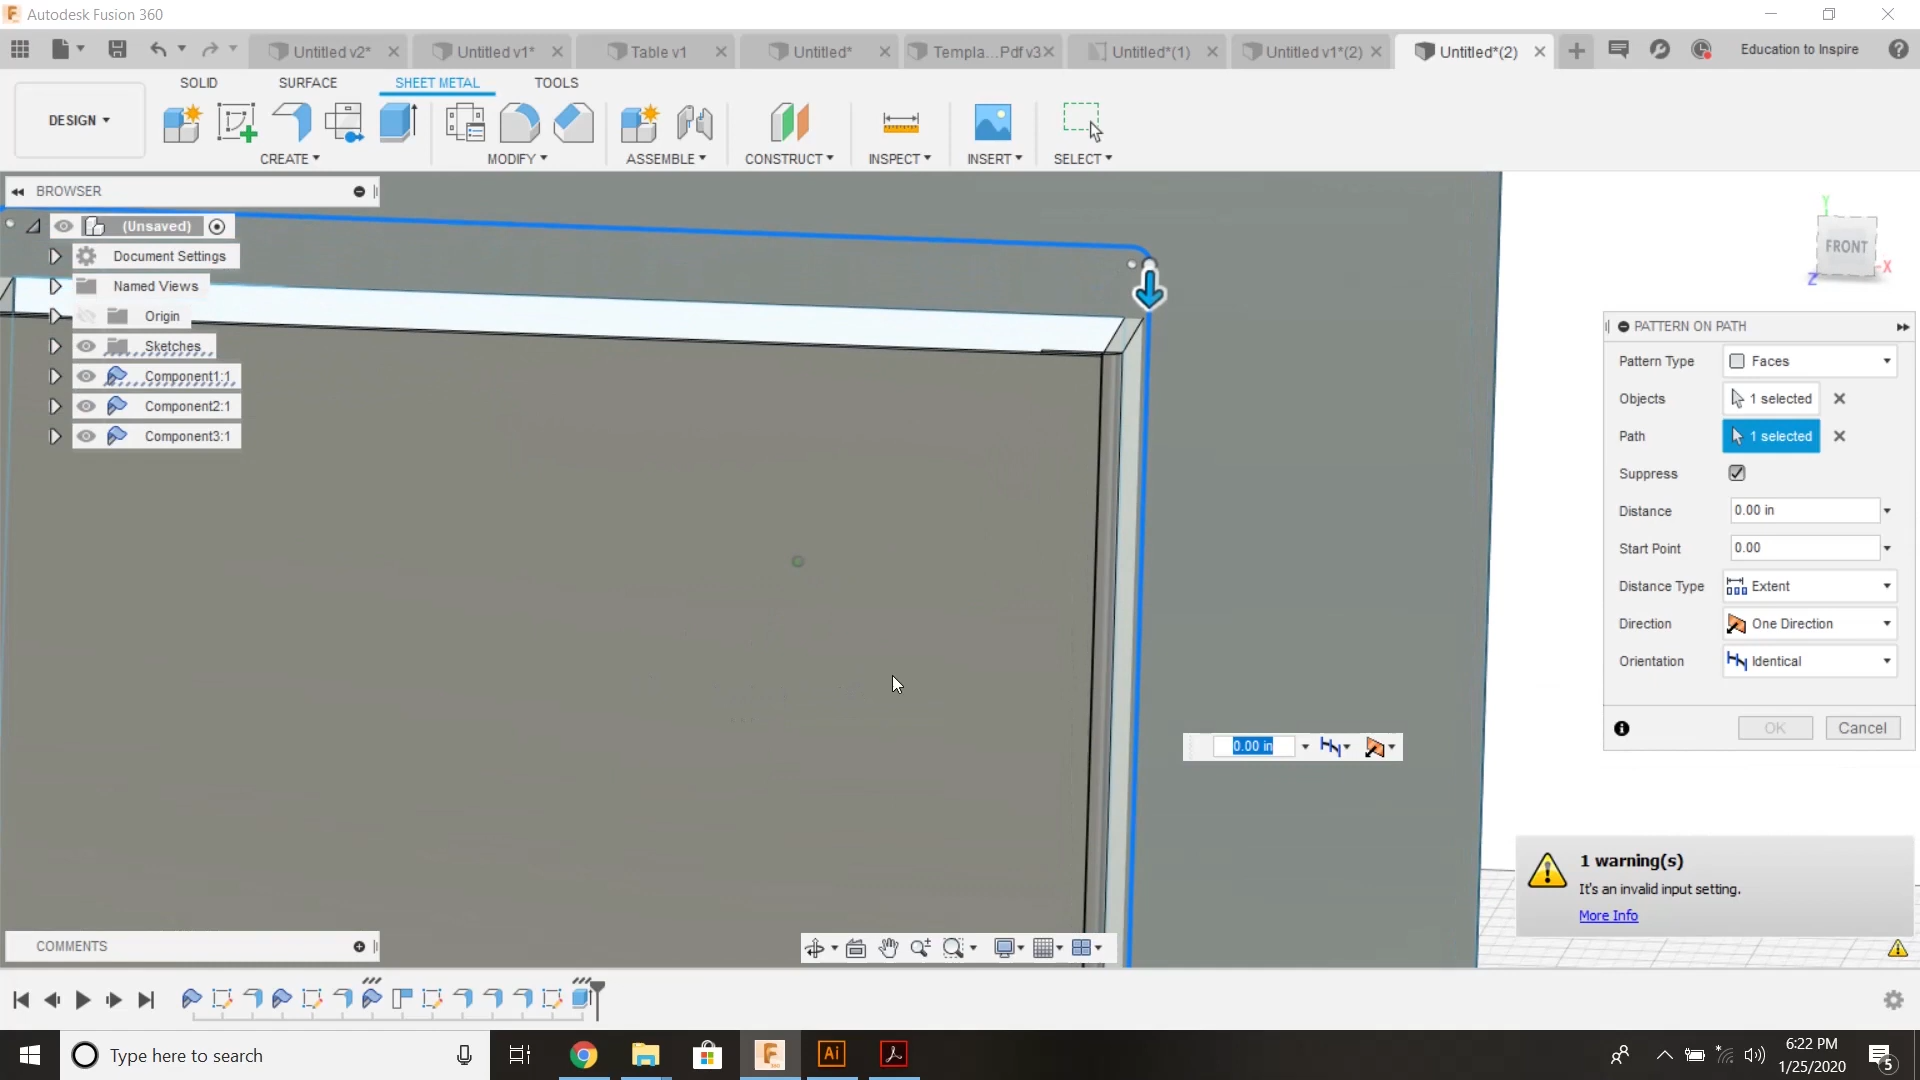 Autodesk Fusion 360
Untitled v2*
Untitled v1*
Table v1
Untitled*
Templa...Pdf v3
Untitled*(1)
Untitled v1*(2)
Untitled*(2)
Education to Inspire
SOLID SURFACE SHEET METAL TOOLS
DESIGN
CREATE
MODIFY
ASSEMBLE
CONSTRUCT
INSPECT
INSERT
SELECT
BROWSER
(Unsaved)
Document Settings
Named Views
Origin
Sketches
Component1:1
Component2:1
Component3:1
Y
FRONT
X
Z
PATTERN ON PATH
Pattern Type Faces
Objects 1 selected
Path 1 selected
Suppress
Distance 0.00 in
Start Point 0.00
Distance Type Extent
Direction One Direction
Orientation Identical
OK Cancel
0.00 in
1 warning(s)
It's an invalid input setting.
More Info
COMMENTS
Type here to search
Ai
6:22 PM
1/25/2020
5